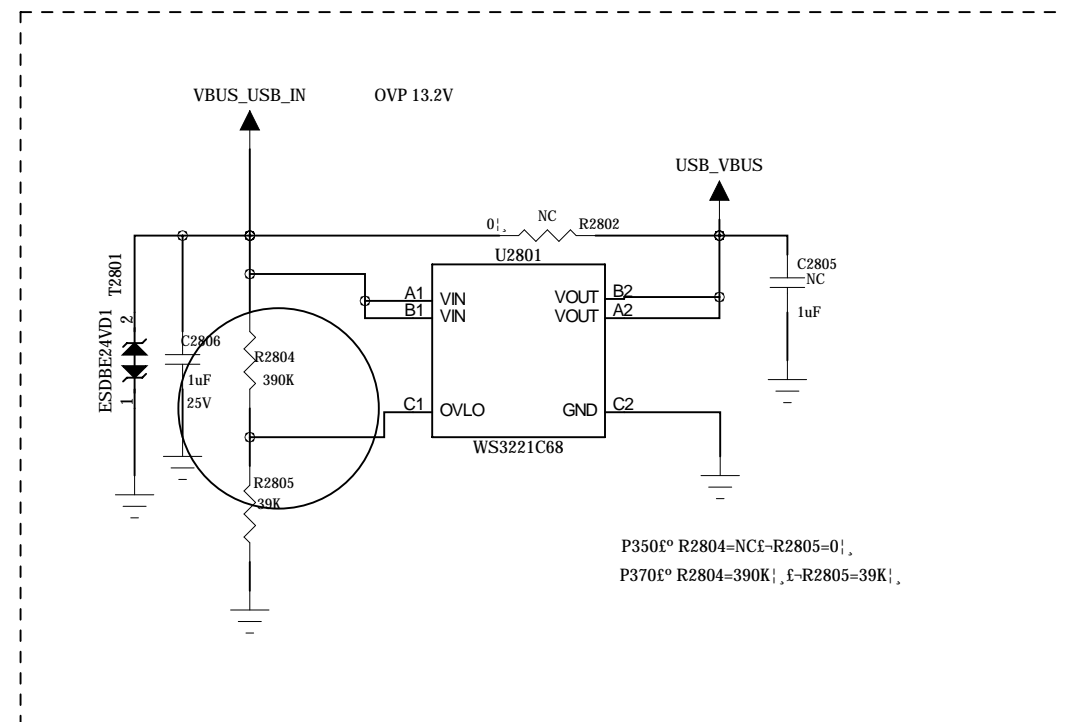 VBUS_USB_IN
OVP 13.2V
USB_VBUS
0¦¸
NC
R2802
U2801
C2805
NC
1uF
T2801
ESDBE24VD1
2
1
C2806
1uF
25V
R2804
390K
A1
B1
VIN
VIN
VOUT
VOUT
B2
A2
C1
OVLO
GND
C2
WS3221C68
R2805
39K
P350£º R2804=NC£¬R2805=0¦¸
P370£º R2804=390K¦¸£¬R2805=39K¦¸